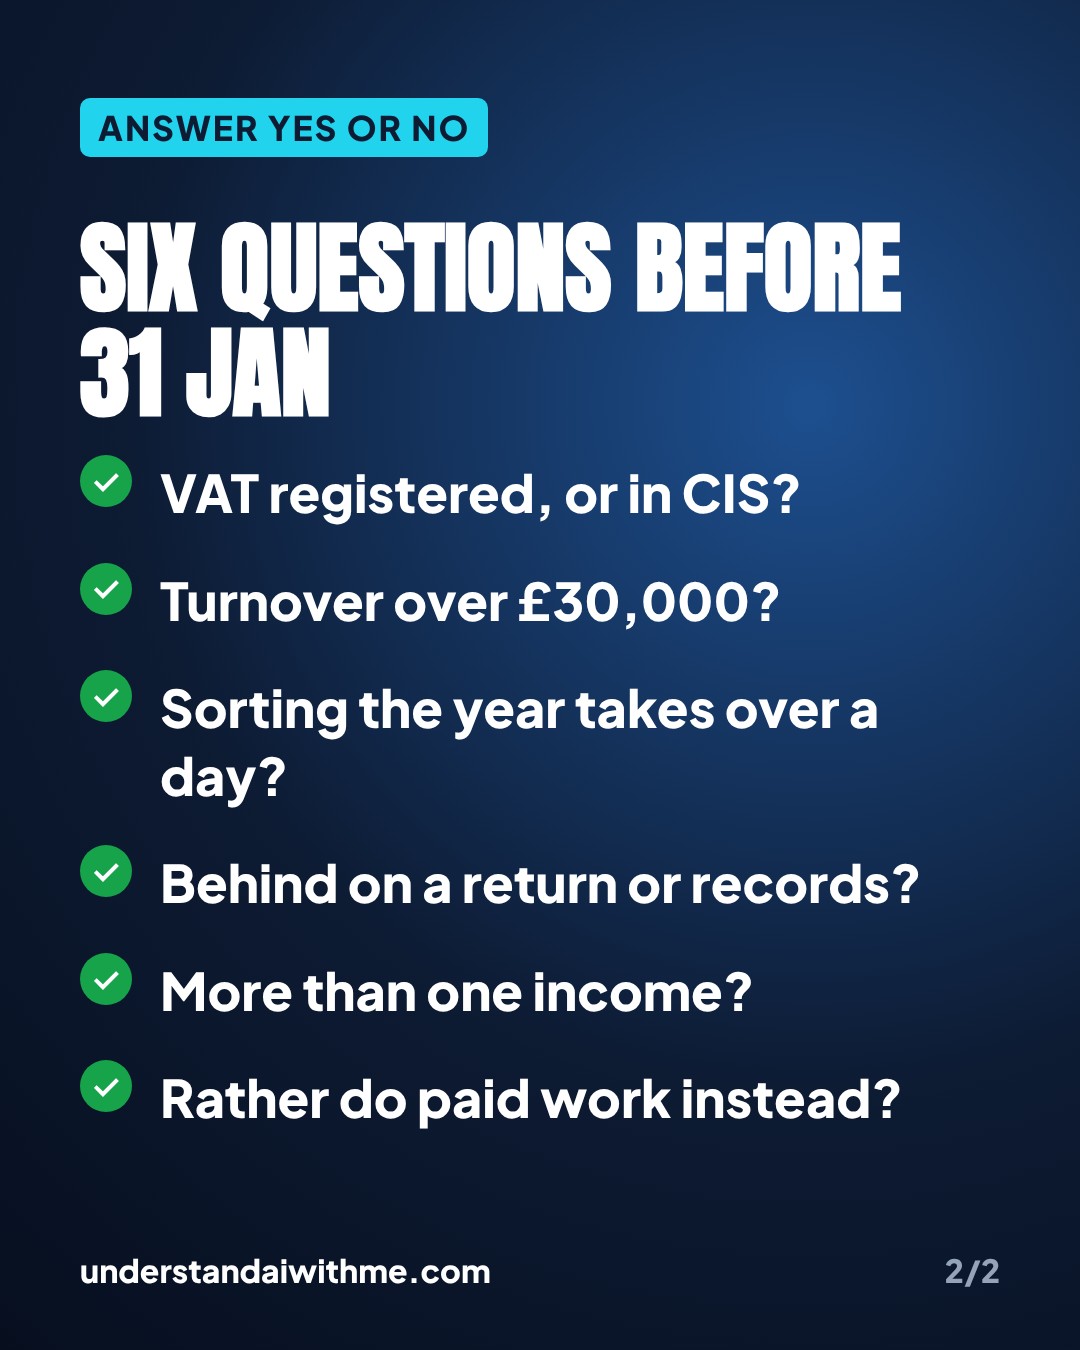 ANSWER YES OR NO
SIX QUESTIONS BEFORE
31 JAN
VAT registered, or in CIS?
Turnover over £30,000?
Sorting the year takes over a
day?
Behind on a return or records?
More than one income?
Rather do paid work instead?
understandaiwithme.com
2/2